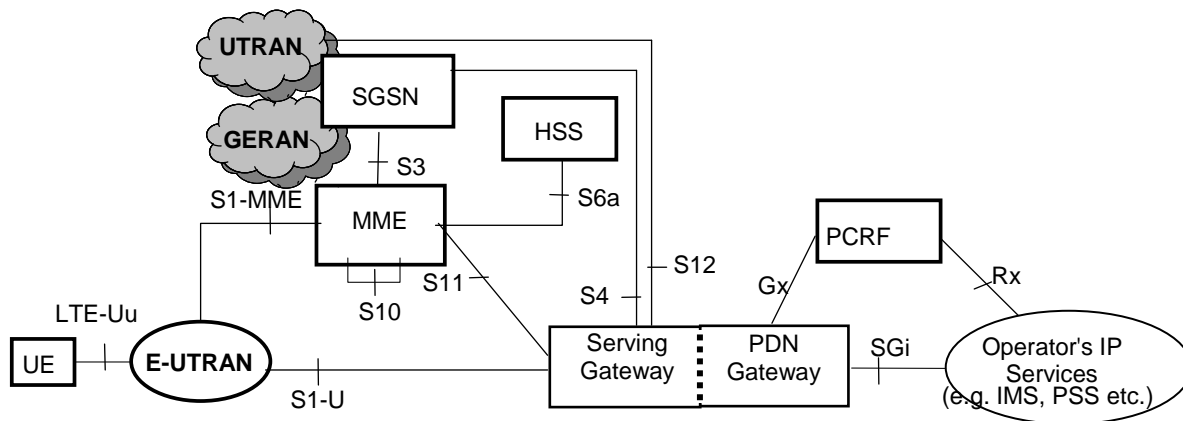 UTRAN
SGSN
GERAN
HSS
S3
S1-MME
S6a
MME
PCRF
S12
S11
Gx
Rx
S4
S10
LTE-Uu
UE
E-UTRAN
Serving
Gateway
PDN
Gateway
SGi
Operator's IP
Services
(e.g. IMS, PSS etc.)
S1-U